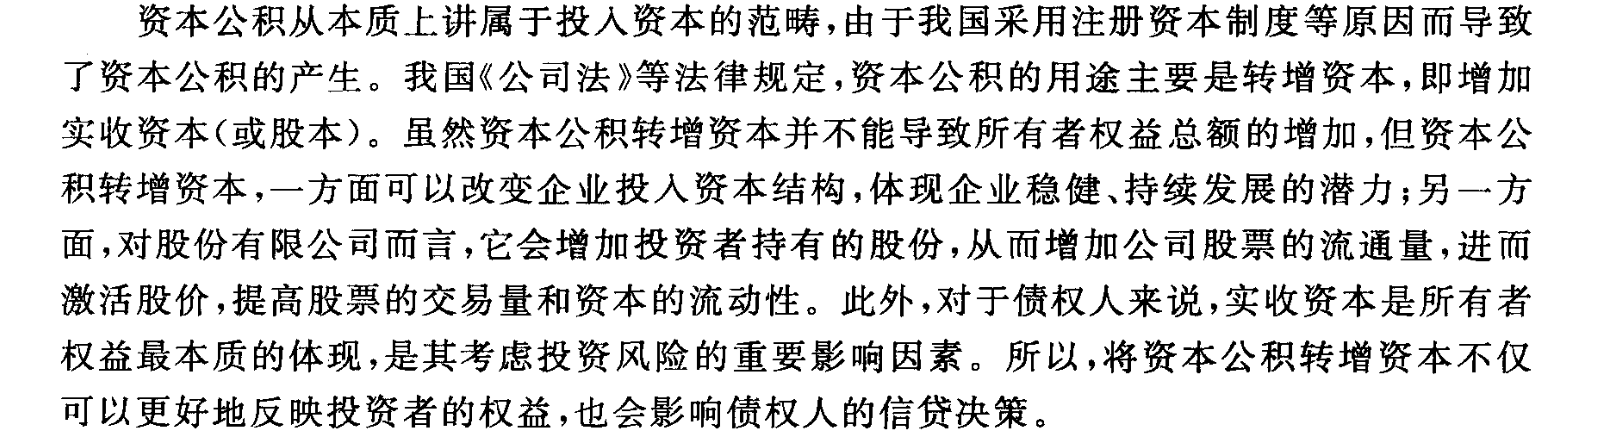 资本公积从本质上讲属于投入资本的范畴,由于我国采用注册资本制度等原因而导致
了资本公积的产生。我国《公司法》等法律规定,资本公积的用途主要是转增资本,即增加
实收资本(或股本)。虽然资本公积转增资本并不能导致所有者权益总额的增加,但资本公
积转增资本,一方面可以改变企业投入资本结构,体现企业稳健、持续发展的潜力;另一方
面,对股份有限公司而言,它会增加投资者持有的股份,从而增加公司股票的流通量,进而
激活股价,提高股票的交易量和资本的流动性。此外,对于债权人来说,实收资本是所有者
权益最本质的体现,是其考虑投资风险的重要影响因素。所以,将资本公积转增资本不仅
可以更好地反映投资者的权益,也会影响债权人的信贷决策。